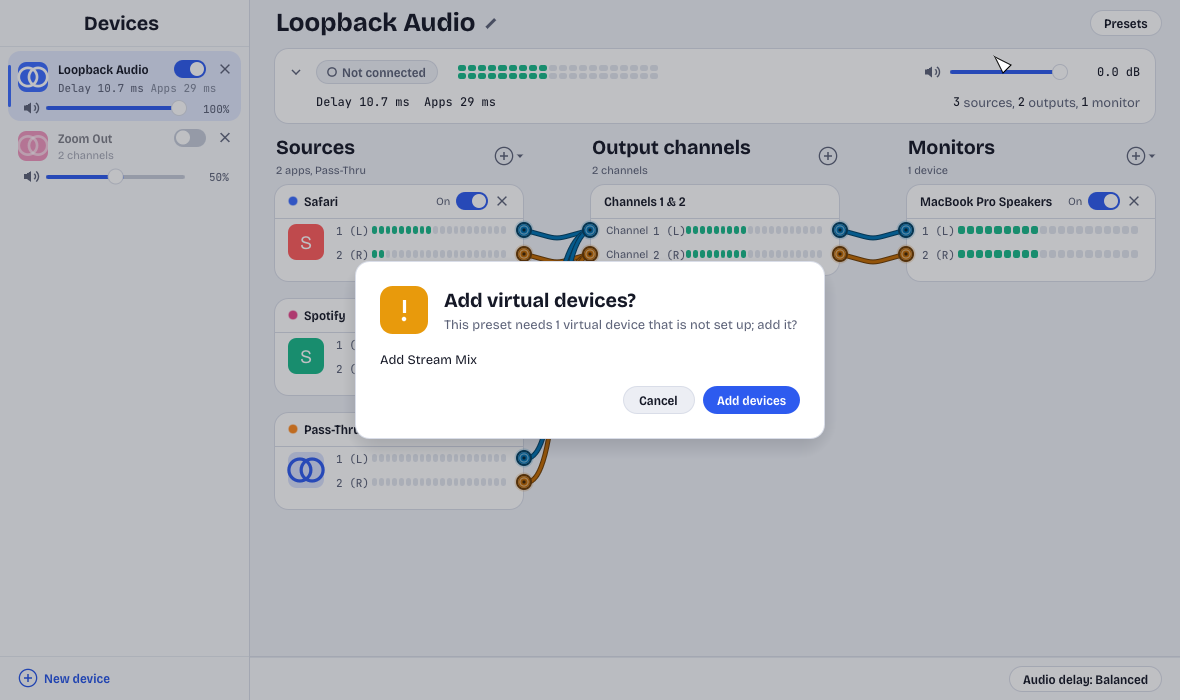 Devices
Loopback Audio
Delay 10.7 ms Apps 29 ms
100%
Zoom Out
2 channels
50%
New device
Loopback Audio
Presets
Not connected
0.0 dB
Delay 10.7 ms Apps 29 ms
3 sources, 2 outputs, 1 monitor
Sources
2 apps, Pass-Thru
Output channels
2 channels
Monitors
1 device
Safari
On
S
1 (L)
2 (R)
Channels 1 & 2
Channel 1 (L)
Channel 2 (R)
MacBook Pro Speakers
On
1 (L)
2 (R)
Spotify
S
1 (
2 (
Pass-Thru
1 (L)
2 (R)
!
Add virtual devices?
This preset needs 1 virtual device that is not set up; add it?
Add Stream Mix
Cancel
Add devices
Audio delay: Balanced